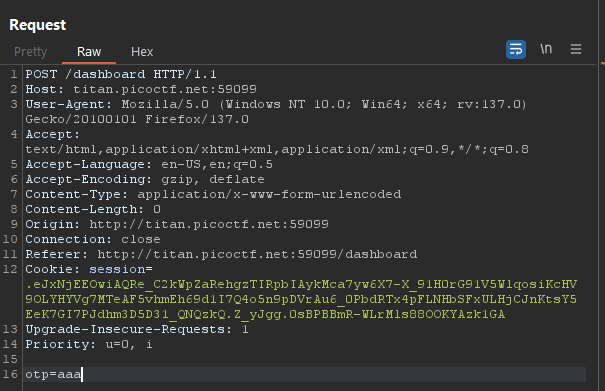 Request
Pretty Raw Hex
\n
1 POST /dashboard HTTP/1.1
2 Host: titan.picoctf.net:59099
3 User-Agent: Mozilla/5.0 (Windows NT 10.0; Win64; x64; rv:137.0)
Gecko/20100101 Firefox/137.0
4 Accept:
text/html,application/xhtml+xml,application/xml;q=0.9,*/*;q=0.8
5 Accept-Language: en-US,en;q=0.5
6 Accept-Encoding: gzip, deflate
7 Content-Type: application/x-www-form-urlencoded
8 Content-Length: 0
9 Origin: http://titan.picoctf.net:59099
10 Connection: close
11 Referer: http://titan.picoctf.net:59099/dashboard
12 Cookie: session=
.eJxNjEEOwiAQRe_C2kWpZaRehgzTIRpbIAykMca7yw6X7-X_91H0rG91V5WlqosiKcHV
9OLYHYVg7MTeAF5vhmEh69d1I7Q4o5n9pDVrAu6_0PbdRTx4pFLNHbSFxULHjCJnKtsY5
EeK7GI7PJdhm3D5D31_QNQzkQ.Z_yJgg.0sBPBBmR-WLrMls88OOKYAzk1GA
13 Upgrade-Insecure-Requests: 1
14 Priority: u=0, i
15
16 otp=aaa